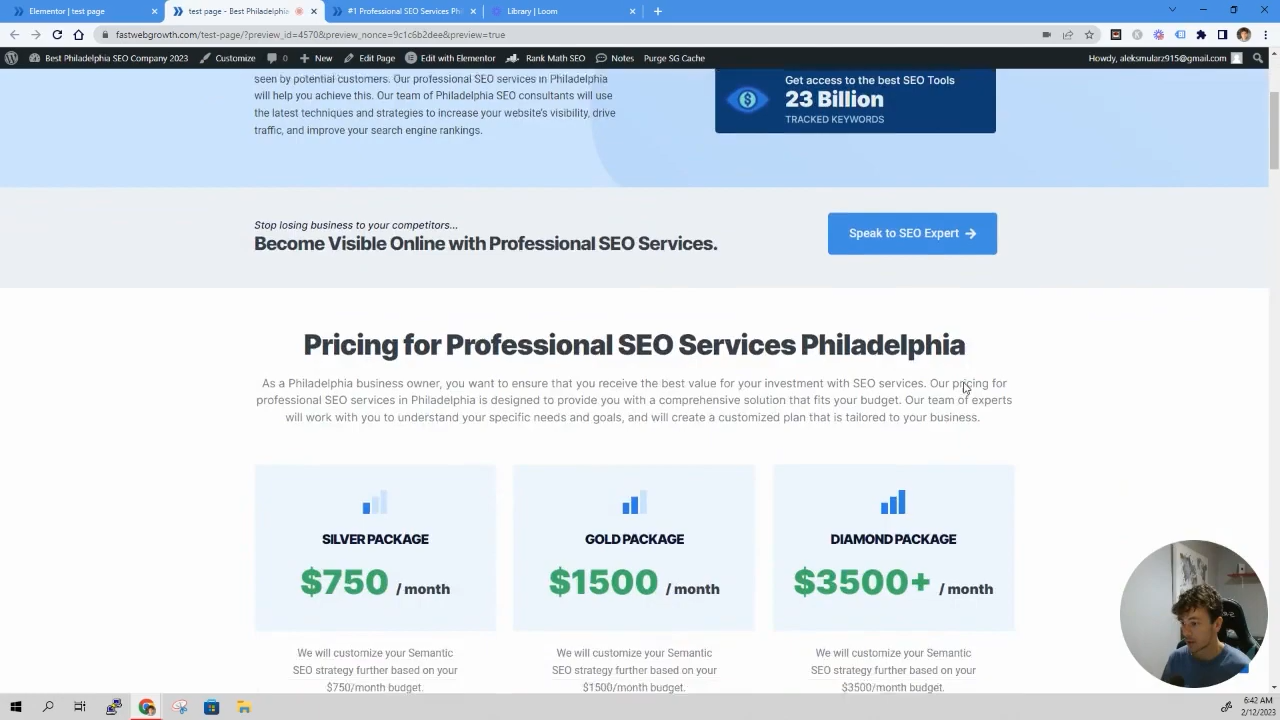 Elementor | test page
test page - Best Philadelphia
#1 Professional SEO Services Ph
Library | Loom
fastwebgrowth.com/test-page/?preview_id=4570&preview_nonce=9c1c6b2dee&preview=true
Best Philadelphia SEO Company 2023
Customize
0
New
Edit Page
Edit with Elementor
Rank Math SEO
Notes
Purge SG Cache
Howdy, aleksmularz915@gmail.com
seen by potential customers. Our professional SEO services in Philadelphia
will help you achieve this. Our team of Philadelphia SEO consultants will use
the latest techniques and strategies to increase your website's visibility, drive
traffic, and improve your search engine rankings.
Get access to the best SEO Tools
23 Billion
TRACKED KEYWORDS
Stop losing business to your competitors...
Become Visible Online with Professional SEO Services.
Speak to SEO Expert
Pricing for Professional SEO Services Philadelphia
As a Philadelphia business owner, you want to ensure that you receive the best value for your investment with SEO services. Our pricing for
professional SEO services in Philadelphia is designed to provide you with a comprehensive solution that fits your budget. Our team of experts
will work with you to understand your specific needs and goals, and will create a customized plan that is tailored to your business.
SILVER PACKAGE
$750 / month
We will customize your Semantic
SEO strategy further based on your
$750/month budget.
GOLD PACKAGE
$1500 / month
We will customize your Semantic
SEO strategy further based on your
$1500/month budget.
DIAMOND PACKAGE
$3500+ / month
We will customize your Semantic
SEO strategy further based on your
$3500/month budget.
6:42 AM
2/12/2023